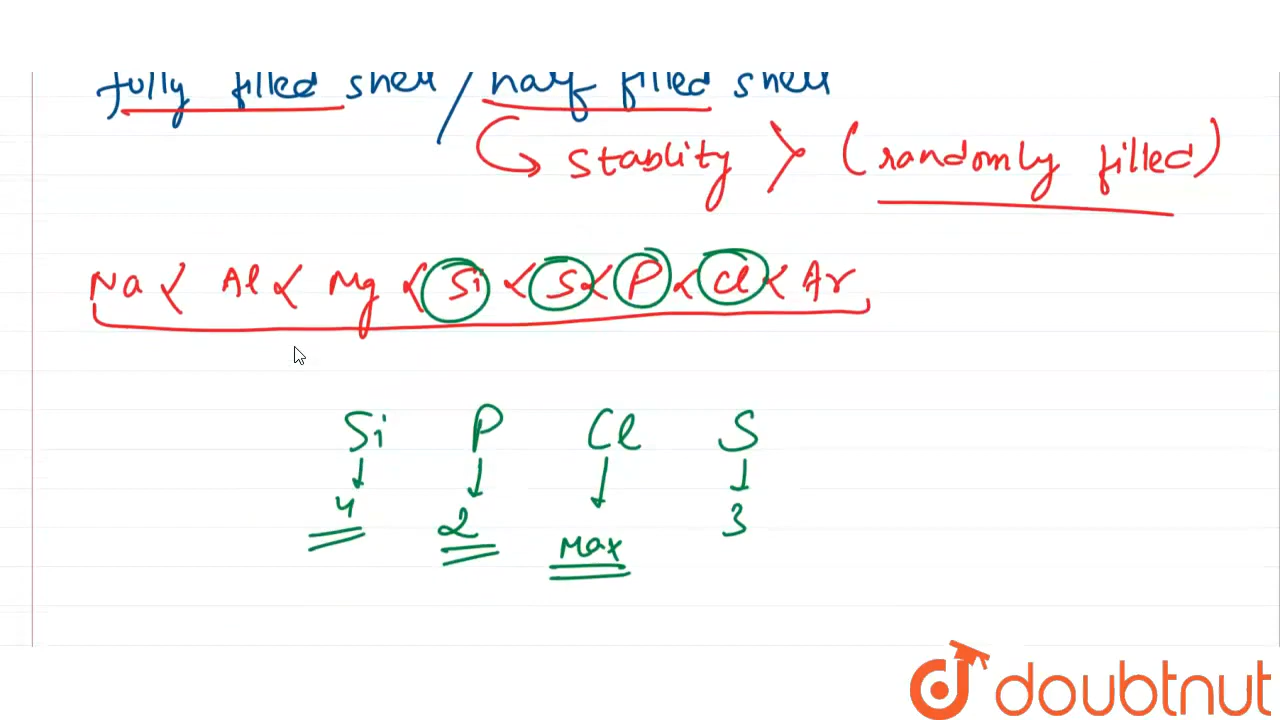 fully filled shell / half filled shell
stablity > (randomly filled)
Na < Al < Mg < Si < S < P < Cl < Ar
Si P Cl S
4 2 Max 3
doubtnut